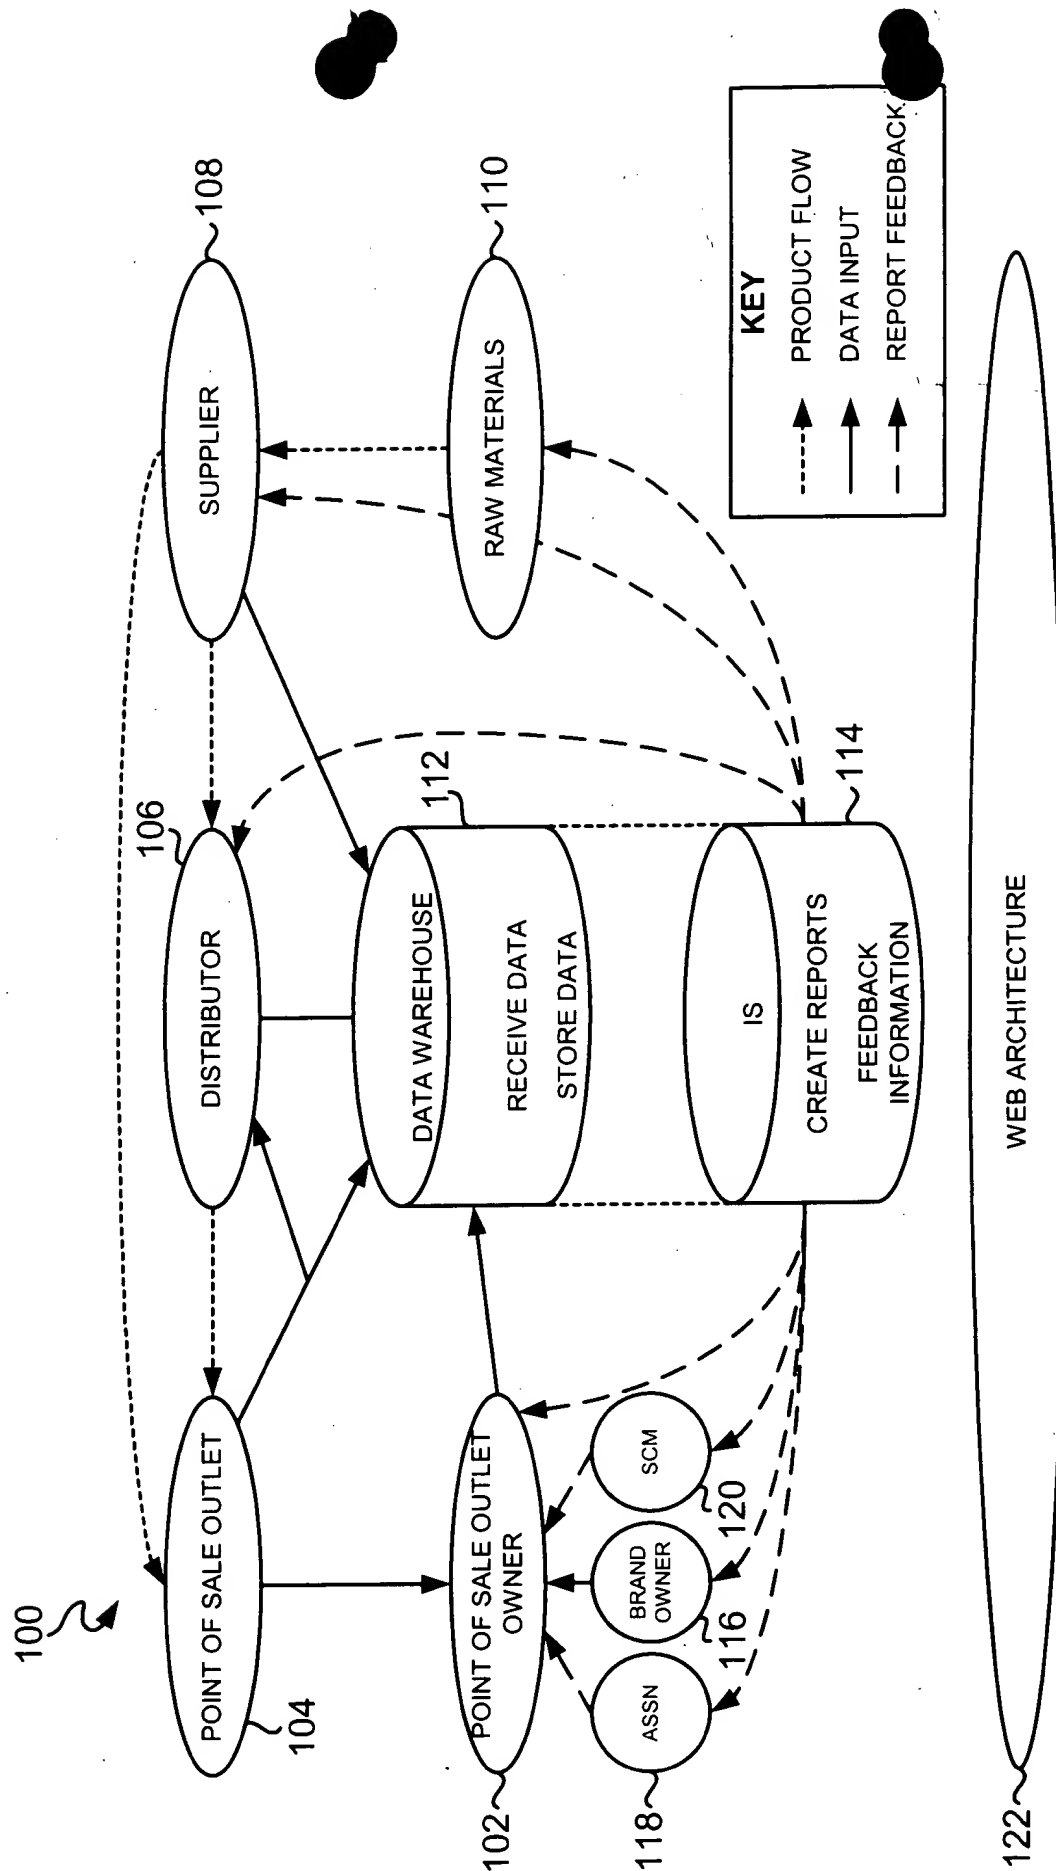 100
106
108
POINT OF SALE OUTLET
DISTRIBUTOR
SUPPLIER
104
112
110
POINT OF SALE OUTLET
OWNER
DATA WAREHOUSE
RECEIVE DATA
STORE DATA
RAW MATERIALS
102
ASSN
BRAND
OWNER
SCM
118
116
120
IS
CREATE REPORTS
FEEDBACK
INFORMATION
114
KEY
PRODUCT FLOW
DATA INPUT
REPORT FEEDBACK
WEB ARCHITECTURE
122